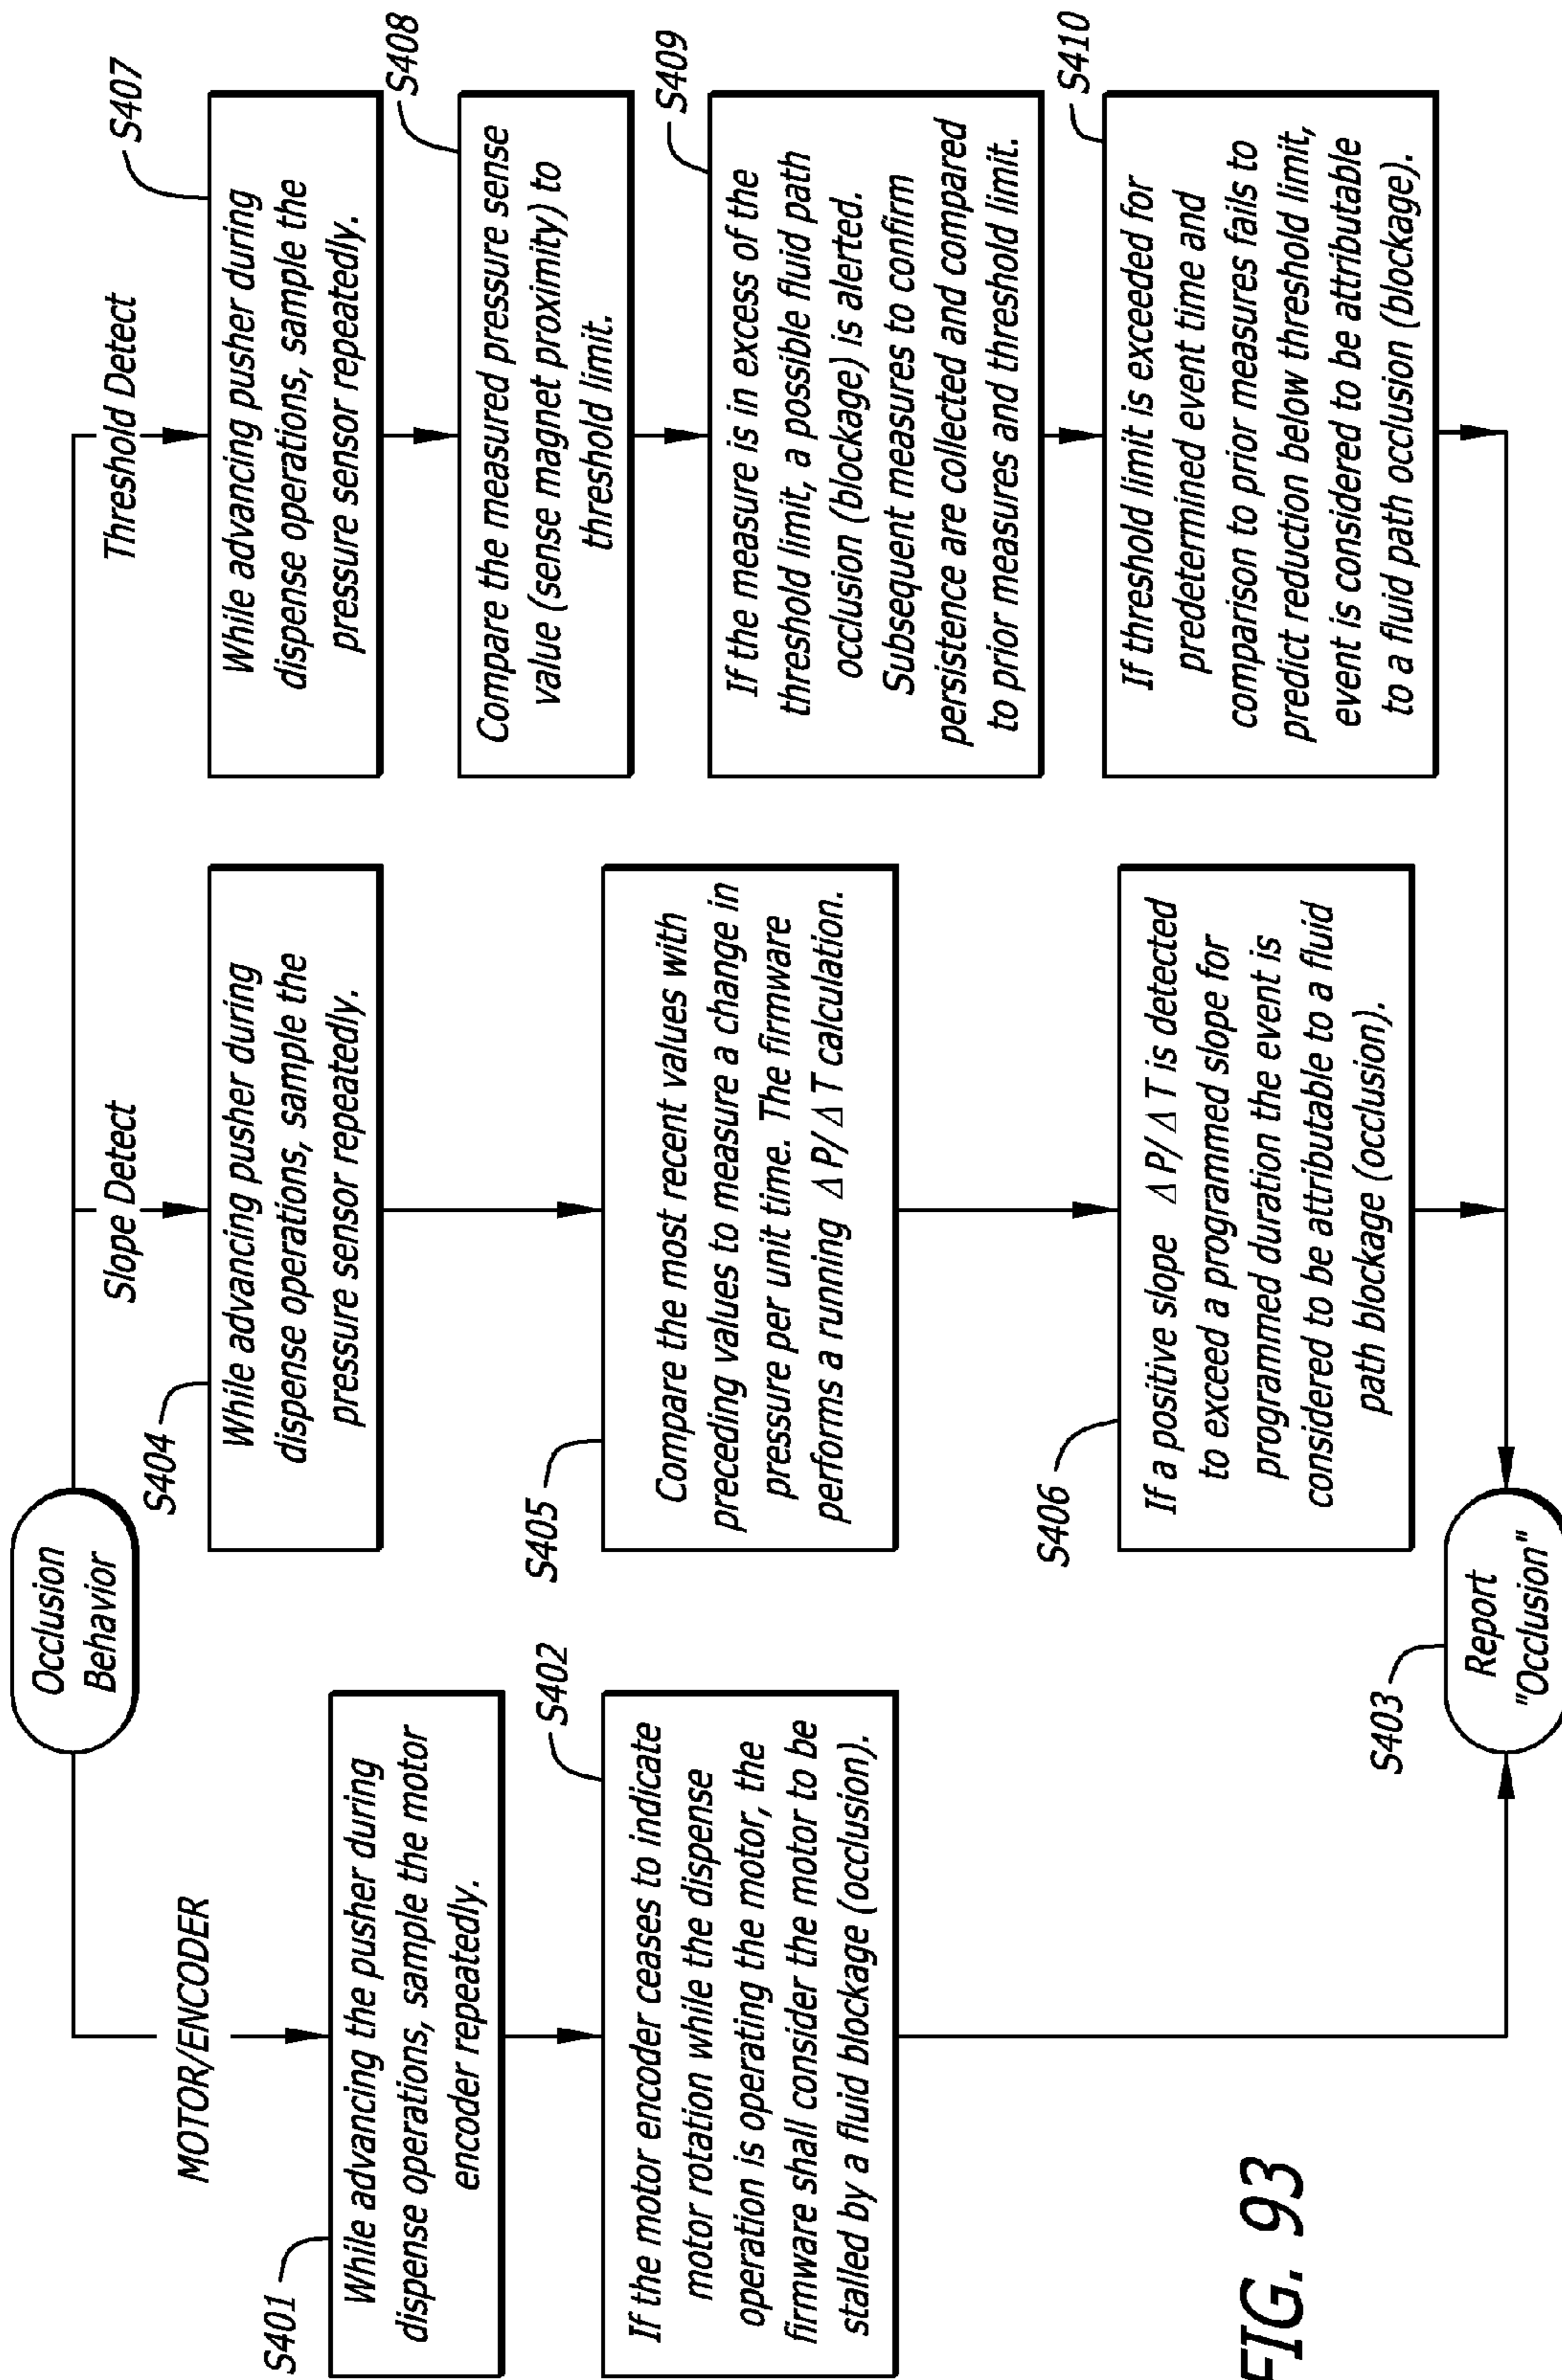 Occlusion
Behavior
MOTOR/ENCODER
S401
While advancing the pusher during
dispense operations, sample the motor
encoder repeatedly.
S402
If the motor encoder ceases to indicate
motor rotation while the dispense
operation is operating the motor, the
firmware shall consider the motor to be
stalled by a fluid blockage (occlusion).
Slope Detect
S404
While advancing pusher during
dispense operations, sample the
pressure sensor repeatedly.
S405
Compare the most recent values with
preceding values to measure a change in
pressure per unit time. The firmware
performs a running Δ P/ Δ T calculation.
S406
If a positive slope Δ P/ Δ T is detected
to exceed a programmed slope for
programmed duration the event is
considered to be attributable to a fluid
path blockage (occlusion).
Threshold Detect
S407
While advancing pusher during
dispense operations, sample the
pressure sensor repeatedly.
S408
Compare the measured pressure sense
value (sense magnet proximity) to
threshold limit.
S409
If the measure is in excess of the
threshold limit, a possible fluid path
occlusion (blockage) is alerted.
Subsequent measures to confirm
persistence are collected and compared
to prior measures and threshold limit.
S410
If threshold limit is exceeded for
predetermined event time and
comparison to prior measures fails to
predict reduction below threshold limit,
event is considered to be attributable
to a fluid path occlusion (blockage).
S403
Report
"Occlusion"
FIG. 93